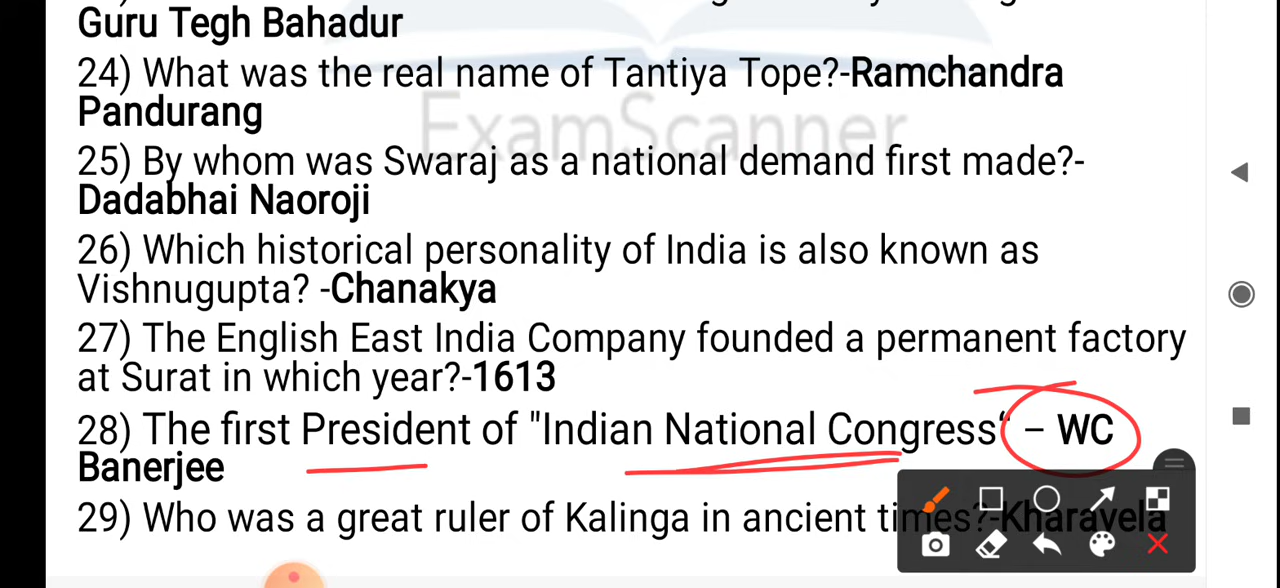 Guru Tegh Bahadur
24) What was the real name of Tantiya Tope?-Ramchandra
Pandurang
ExamScanner
25) By whom was Swaraj as a national demand first made?-
Dadabhai Naoroji
26) Which historical personality of India is also known as
Vishnugupta? -Chanakya
27) The English East India Company founded a permanent factory
at Surat in which year?-1613
28) The first President of "Indian National Congress“ – WC
Banerjee
29) Who was a great ruler of Kalinga in ancient times?-Kharavela